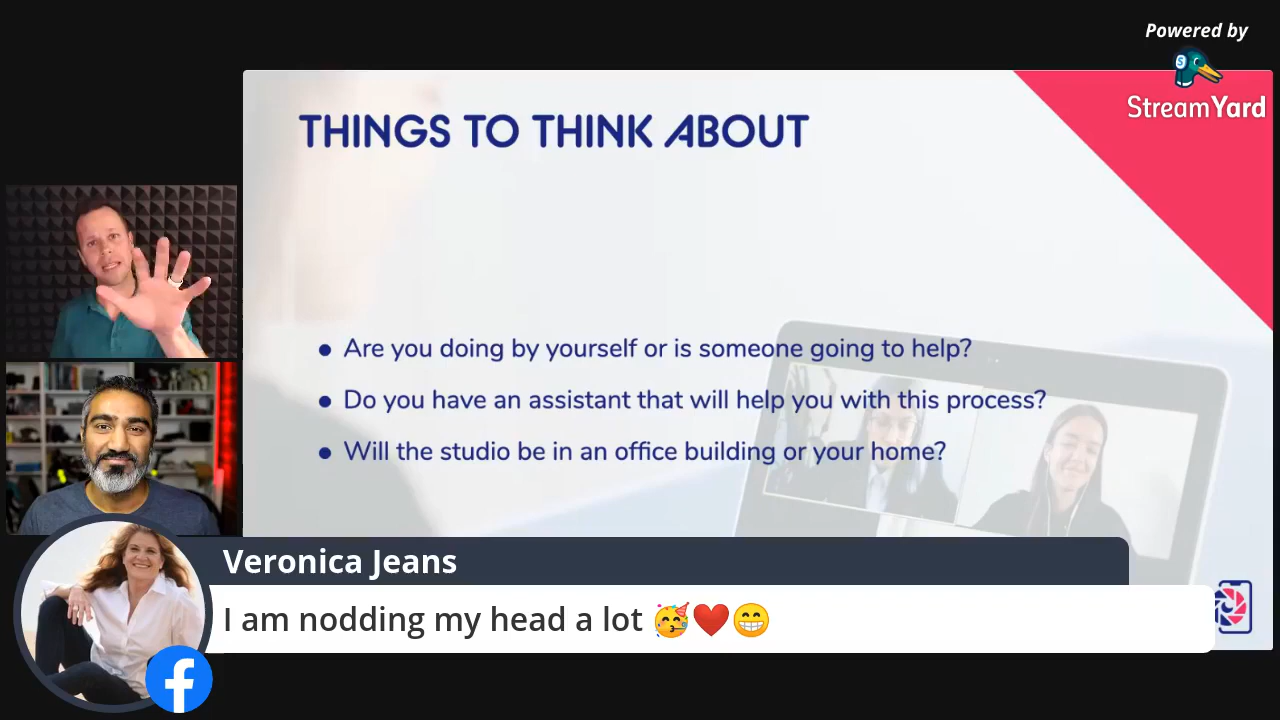 Powered by
StreamYard
THINGS TO THINK ABOUT
● Are you doing by yourself or is someone going to help?
● Do you have an assistant that will help you with this process?
● Will the studio be in an office building or your home?
Veronica Jeans
I am nodding my head a lot 🥳❤️😁